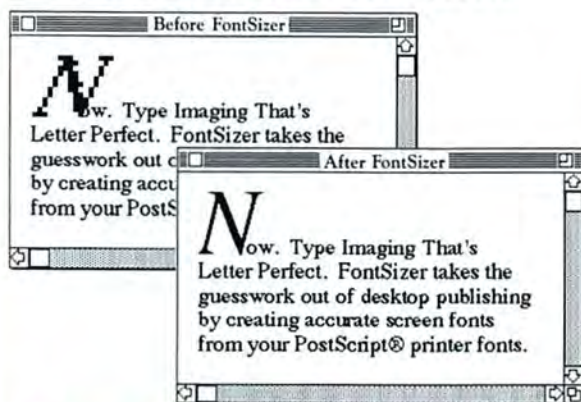 Before FontSizer
Now. Type Imaging That's
Letter Perfect. FontSizer takes the
guesswork out
by creating
from your
After FontSizer
Now. Type Imaging That's
Letter Perfect. FontSizer takes the
guesswork out of desktop publishing
by creating accurate screen fonts
from your PostScript® printer fonts.